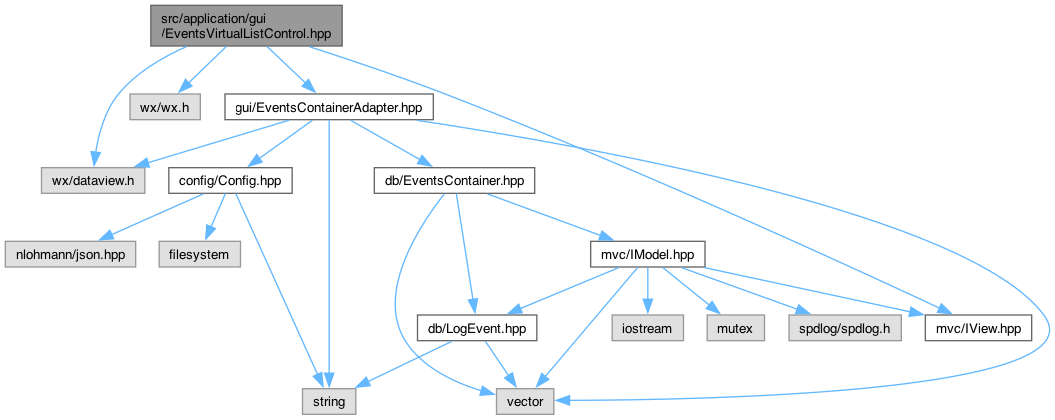 src/application/gui
/EventsVirtualListControl.hpp
wx/wx.h
gui/EventsContainerAdapter.hpp
wx/dataview.h
config/Config.hpp
db/EventsContainer.hpp
nlohmann/json.hpp
filesystem
mvc/IModel.hpp
db/LogEvent.hpp
iostream
mutex
spdlog/spdlog.h
mvc/IView.hpp
string
vector